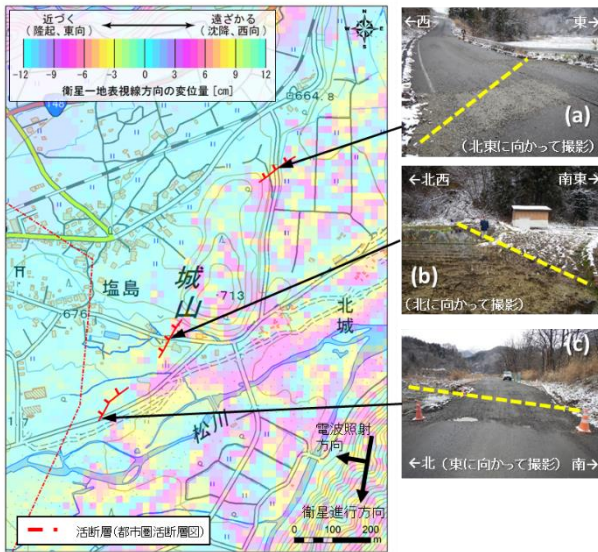 近づく
(隆起、東向)
遠ざかる
(沈降、西向)
-12 -9 -6 -3 0 3 6 9 12
衛星ー地表視線方向の変位量 [cm]
148
664.8
塩島
676
城山
713
北城
松川
電波照射
方向
衛星進行方向
0 100 200
m
活断層(都市圏活断層図)
←西 東→
(a)
(北東に向かって撮影)
←北西 南東→
(b)
(北に向かって撮影)
(c)
←北 (東に向かって撮影) 南→